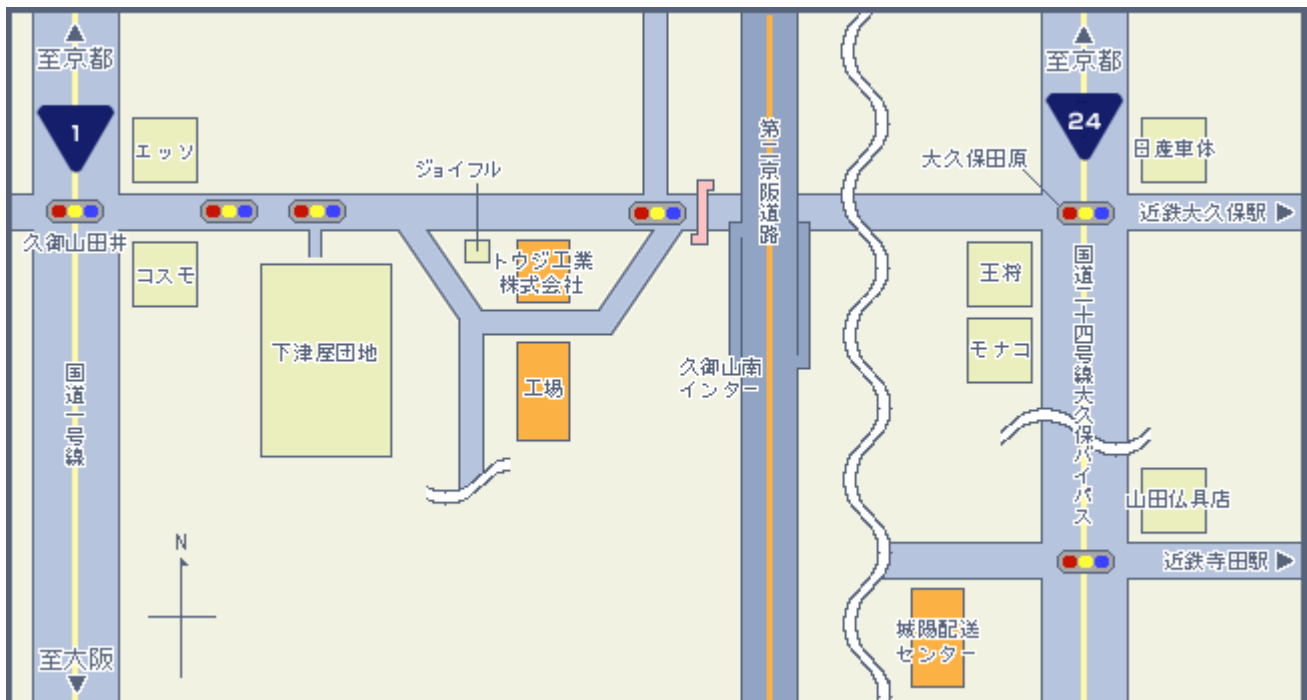 至京都
至京都
1
24
エッソ
ジョイフル
第二京阪道路
大久保田原
日産車体
近鉄大久保駅
久御山田井
コスモ
トウジ工業
株式会社
王将
国道二十四号線大久保バイパス
下津屋団地
モナコ
国道一号線
工場
久御山南
インター
山田仏具店
N
近鉄寺田駅
城陽配送
センター
至大阪